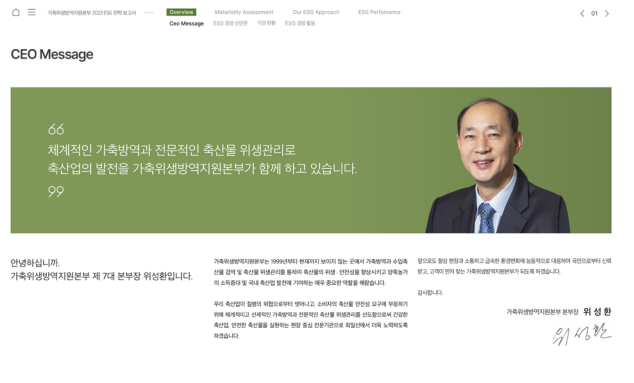 가축위생방역지원본부 2023 ESG 전략 보고서
Overview
Materiality Assessment
Our ESG Approach
ESG Perfomance
01
Ceo Message
ESG 경영 선언문
기관 현황
ESG 경영 활동
CEO Message
체계적인 가축방역과 전문적인 축산물 위생관리로
축산업의 발전을 가축위생방역지원본부가 함께 하고 있습니다.
안녕하십니까.
가축위생방역지원본부 제 7대 본부장 위성환입니다.
가축위생방역지원본부는 1999년부터 현재까지 보이지 않는 곳에서 가축방역과 수입축
산물 검역 및 축산물 위생관리를 통하여 축산물의 위생 · 안전성을 향상시키고 양축농가
의 소득증대 및 국내 축산업 발전에 기여하는 매우 중요한 역할을 해왔습니다.
우리 축산업이 질병의 위험으로부터 벗어나고, 소비자의 축산물 안전성 요구에 부응하기
위해 체계적이고 선제적인 가축방역과 전문적인 축산물 위생관리를 선도함으로써 건강한
축산업, 안전한 축산물을 실현하는 현장 중심 전문기관으로 최일선에서 더욱 노력하도록
하겠습니다.
앞으로도 항상 현장과 소통하고 급속한 환경변화에 능동적으로 대응하여 국민으로부터 신뢰
받고, 고객이 먼저 찾는 가축위생방역지원본부가 되도록 하겠습니다.
감사합니다.
가축위생방역지원본부 본부장 위 성 환
위성환